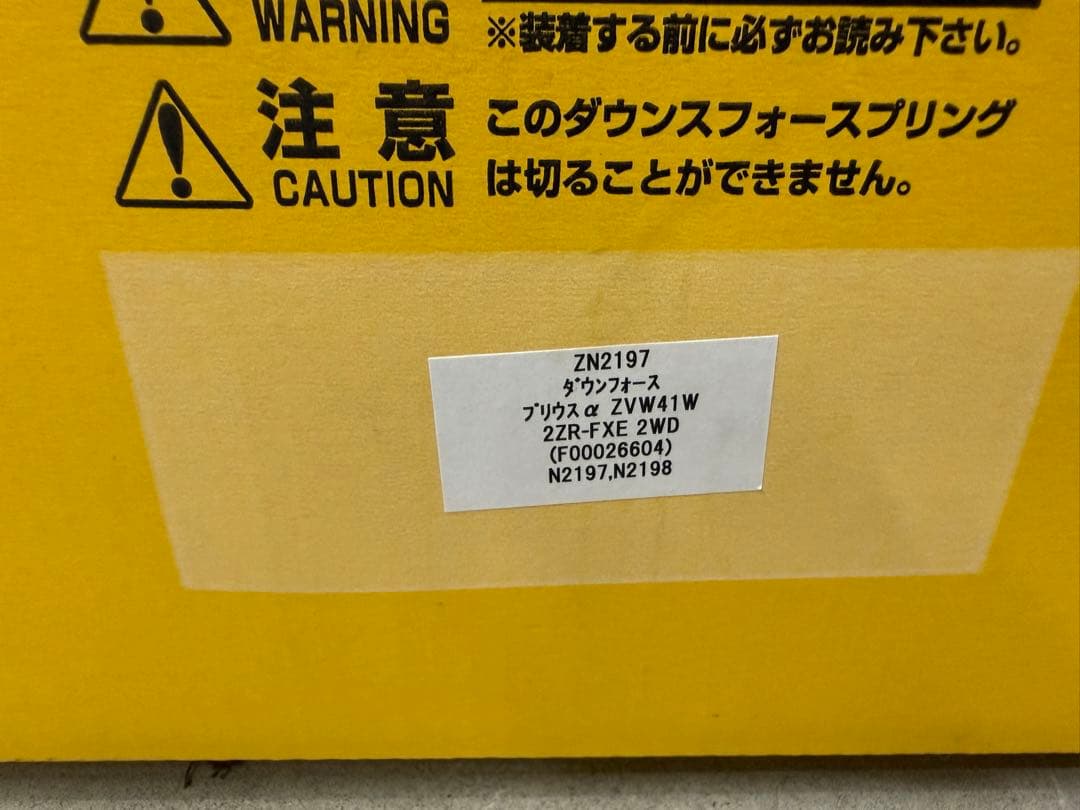 WARNING
※装着する前に必ずお読み下さい。
注意
CAUTION
このダウンスフォースプリング
は切ることができません。
ZN2197
ﾀﾞｳﾝﾌｫｰｽ
ﾌﾟﾘｳｽα ZVW41W
2ZR-FXE 2WD
(F00026604)
N2197,N2198